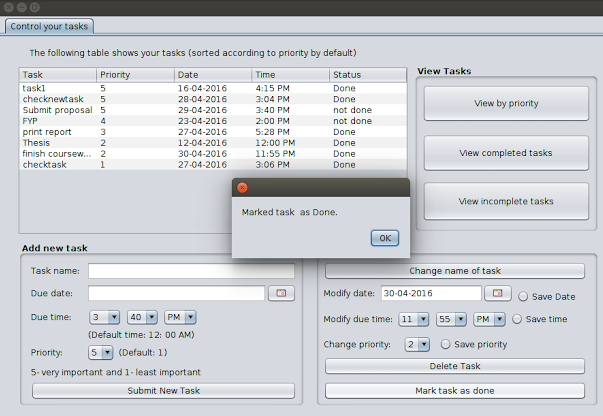 Control your tasks
The following table shows your tasks (sorted according to priority by default)
Task Priority Date Time Status
task1 5 16-04-2016 4:15 PM Done
checknewtask 5 28-04-2016 3:04 PM Done
Submit proposal 5 29-04-2016 3:40 PM not done
FYP 4 23-04-2016 2:00 PM not done
print report 3 27-04-2016 5:28 PM Done
Thesis 2 12-04-2016 12:00 PM Done
finish coursew... 2 30-04-2016 11:55 PM Done
checktask 1 27-04-2016 3:06 PM Done
View Tasks
View by priority
View completed tasks
View incomplete tasks
Marked task as Done.
OK
Add new task
Task name:
Due date:
Due time: 3 40 PM
(Default time: 12: 00 AM)
Priority: 5 (Default: 1)
5- very important and 1- least important
Submit New Task
Change name of task
Modify date: 30-04-2016 Save Date
Modify due time: 11 55 PM Save time
Change priority: 2 Save priority
Delete Task
Mark task as done